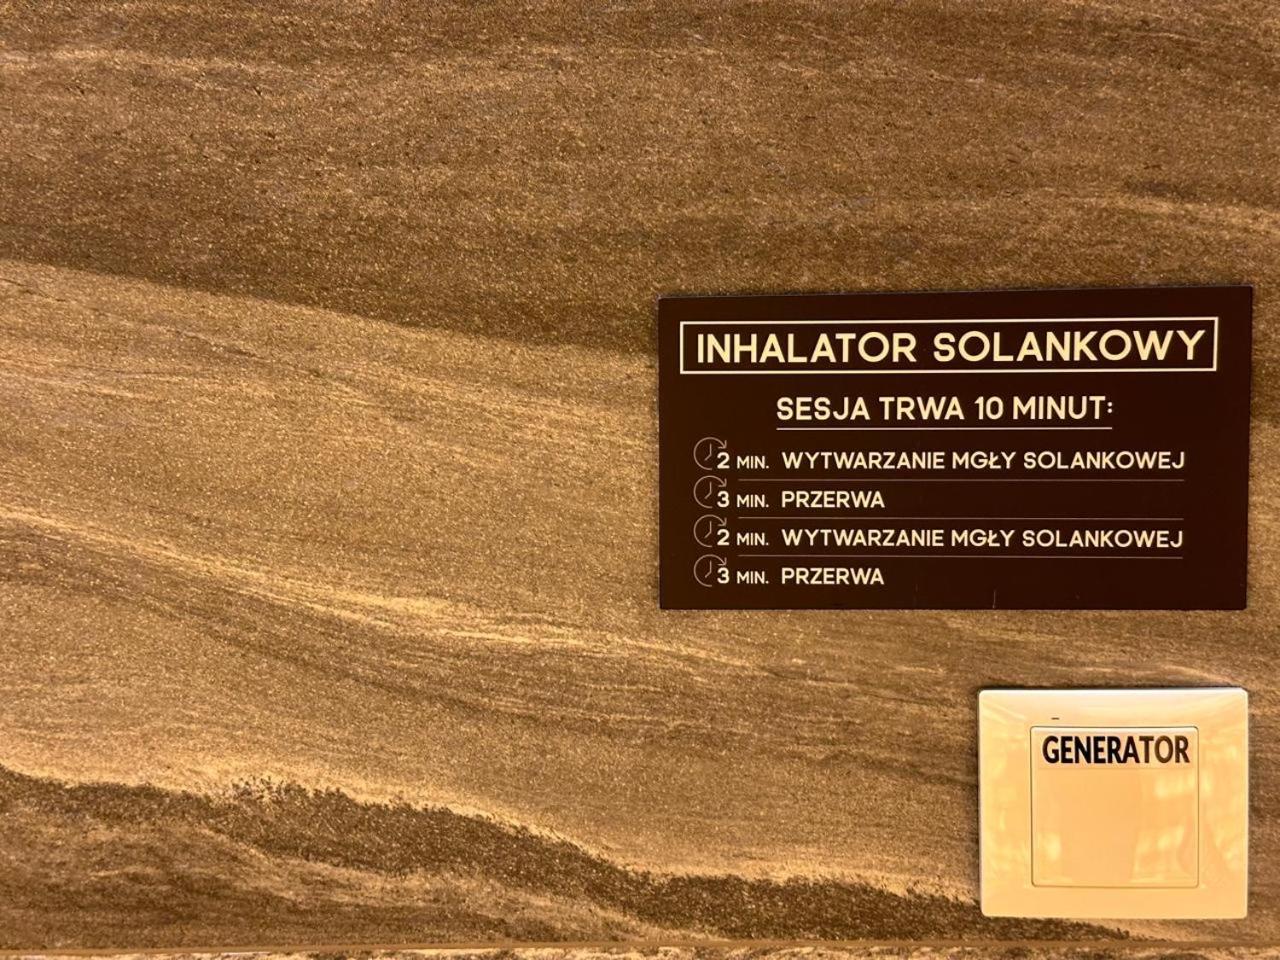 INHALATOR SOLANKOWY
SESJA TRWA 10 MINUT:
2 MIN. WYTWARZANIE MGŁY SOLANKOWEJ
3 MIN. PRZERWA
2 MIN. WYTWARZANIE MGŁY SOLANKOWEJ
3 MIN. PRZERWA
GENERATOR